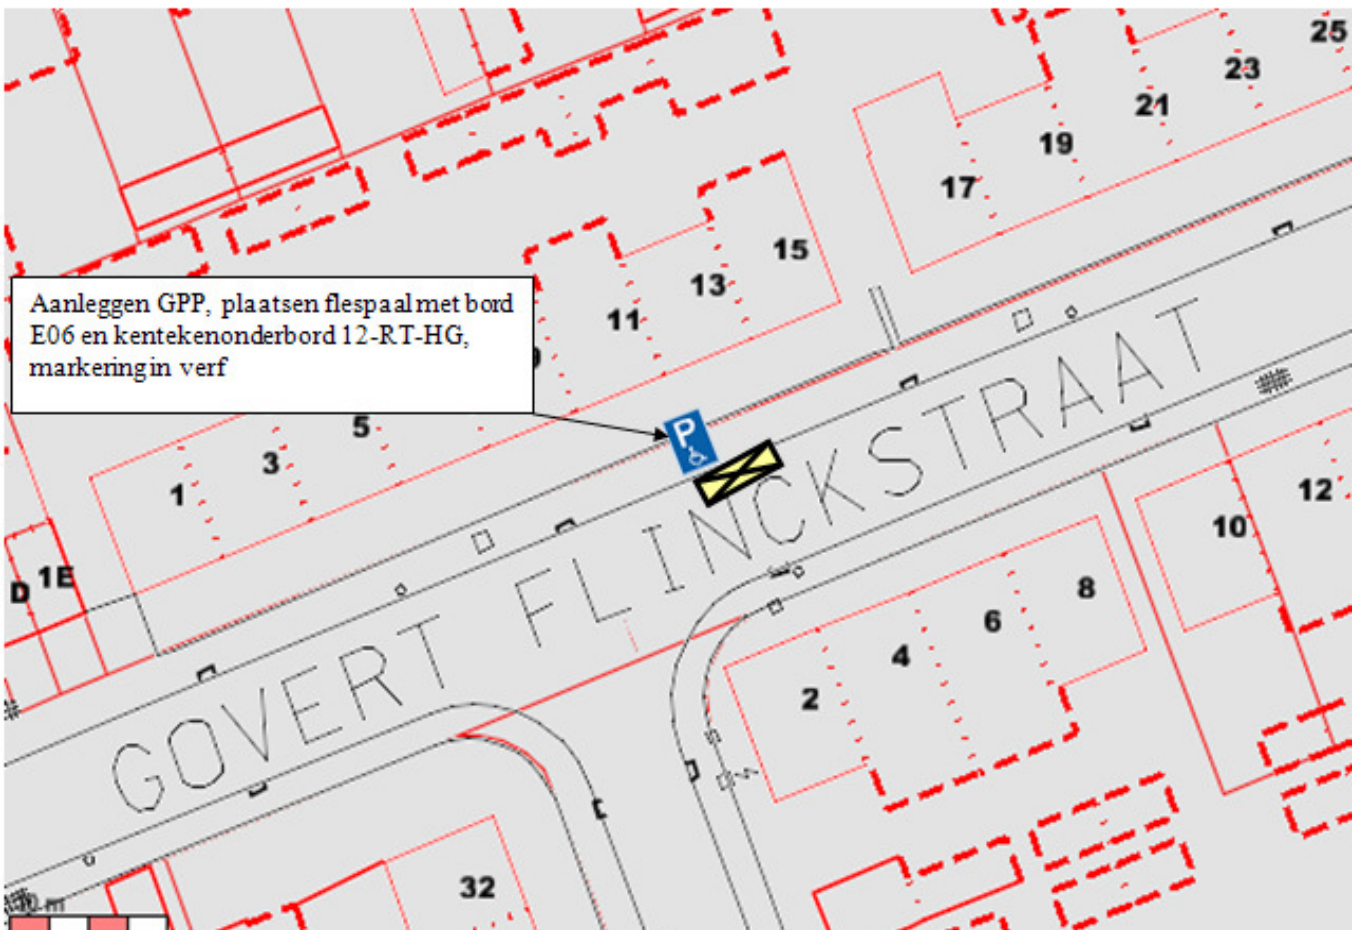 25
23
21
19
17
15
13
11
Aanleggen GPP, plaatsen flespaal met bord
E06 en kentekenonderbord 12-RT-HG,
markering in verf
P
5
3
1
1E
D
GOVERT FLINCKSTRAAT
12
10
8
6
4
2
32